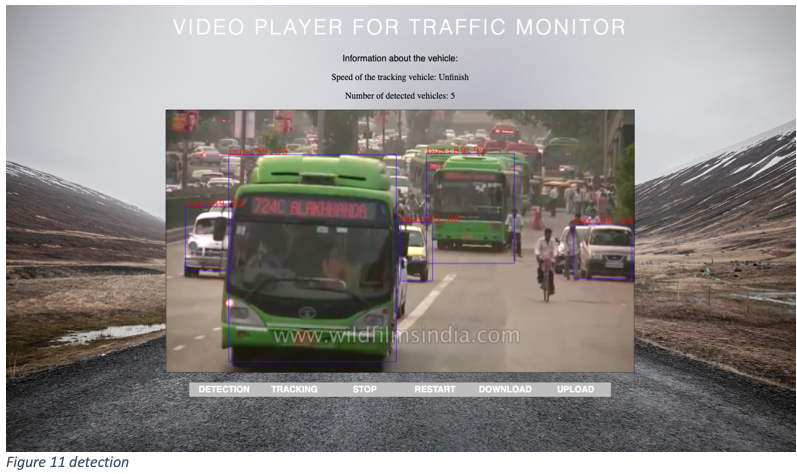 VIDEO PLAYER FOR TRAFFIC MONITOR
Information about the vehicle:
Speed of the tracking vehicle: Unfinish
Number of detected vehicles: 5
724C ALAKHNANDA
www.wildfilmsindia.com
DETECTION TRACKING STOP RESTART DOWNLOAD UPLOAD
Figure 11 detection